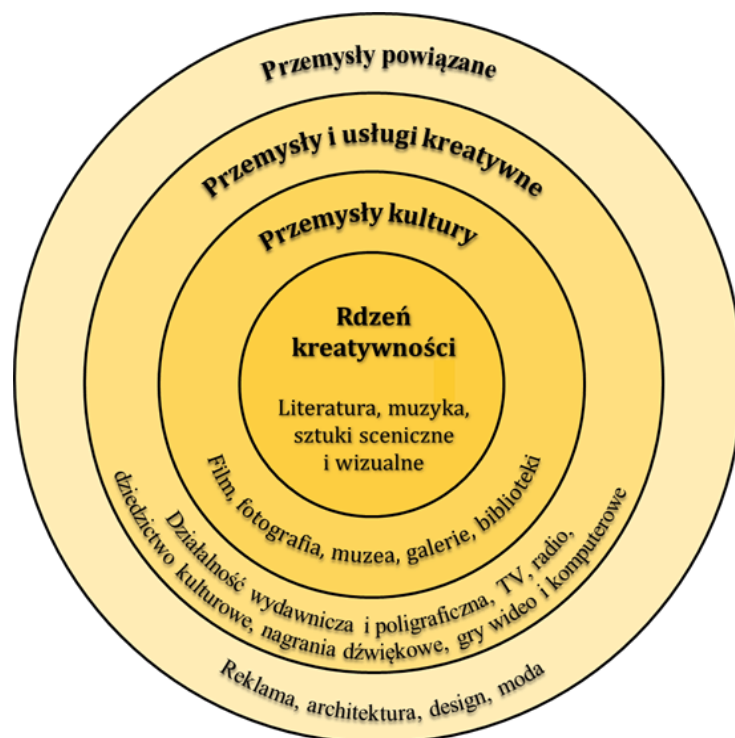 Przemysły powiązane
Przemysły i usługi kreatywne
Przemysły kultury
Rdzeń
kreatywności
Literatura, muzyka,
sztuki sceniczne
i wizualne
Film, fotografia, muzea, galerie, biblioteki
Działalność wydawnicza i poligraficzna, TV, radio,
dziedzictwo kulturowe, nagrania dźwiękowe, gry wideo i komputerowe
Reklama, architektura, design, moda